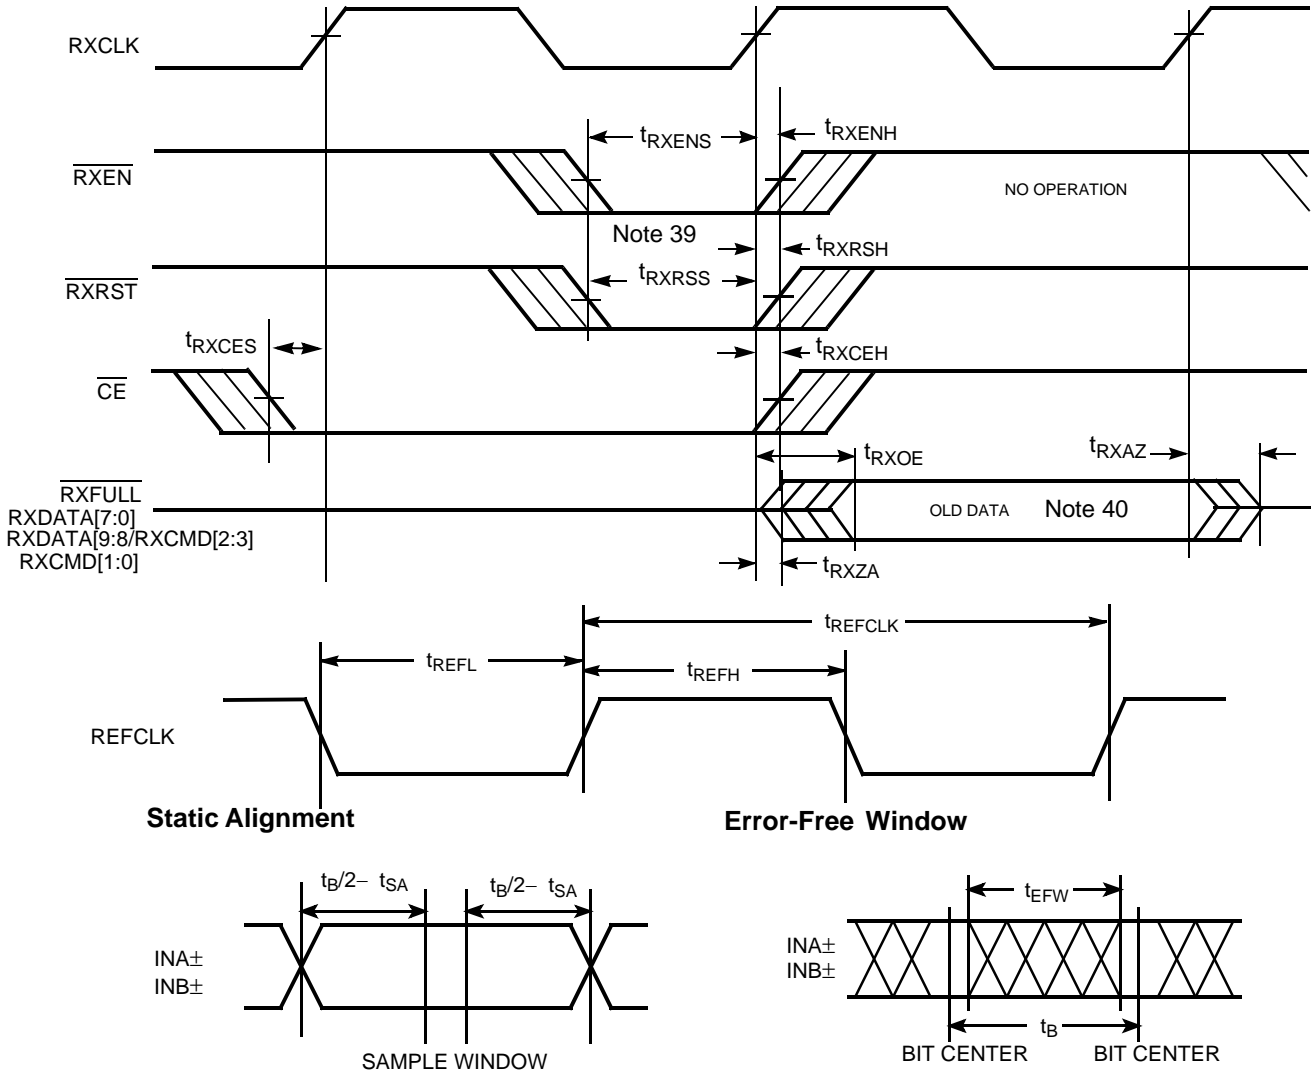 RXCLK
tRXENS
tRXENH
RXEN
NO OPERATION
Note 39
tRXRSH
tRXRSS
RXRST
tRXCES
tRXCEH
CE
tRXOE
tRXAZ
RXFULL
RXDATA[7:0]
RXDATA[9:8/RXCMD[2:3]
RXCMD[1:0]
OLD DATA Note 40
tRXZA
tREFCLK
tREFL
tREFH
REFCLK
Static Alignment
Error-Free Window
tB/2− tSA
tB/2− tSA
tEFW
INA±
INB±
INA±
INB±
tB
SAMPLE WINDOW
BIT CENTER
BIT CENTER